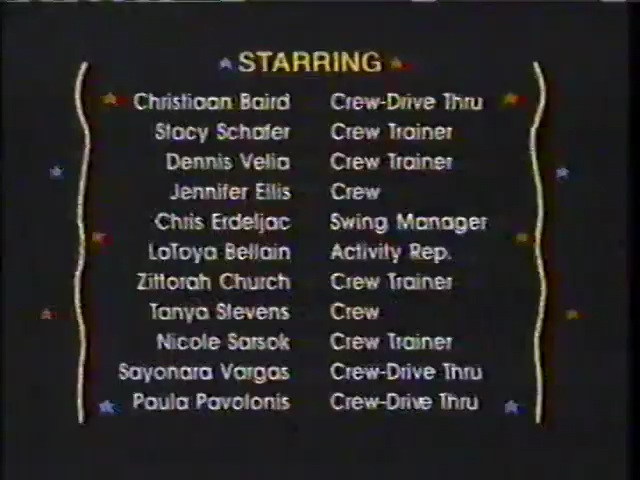 STARRING
Christiaan Baird Crew-Drive Thru
Stacy Schafer Crew Trainer
Dennis Velia Crew Trainer
Jennifer Ellis Crew
Chris Erdeljac Swing Manager
LaToya Bellain Activity Rep.
Zittorah Church Crew Trainer
Tanya Stevens Crew
Nicole Sarsok Crew Trainer
Sayonara Vargas Crew-Drive Thru
Paula Pavolonis Crew-Drive Thru